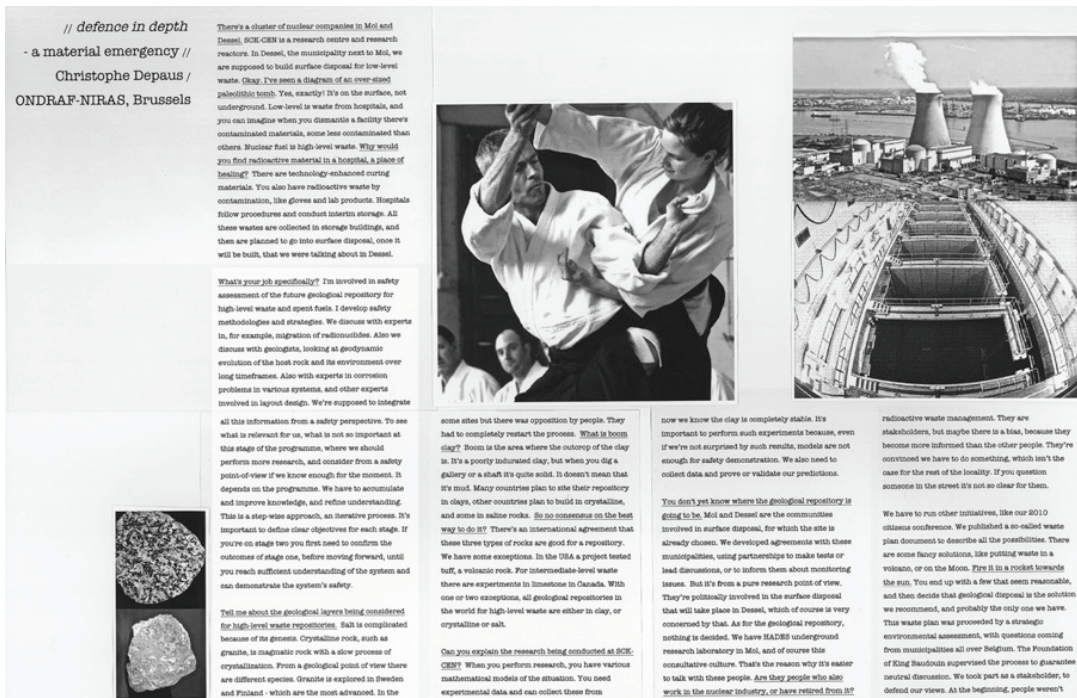 // defence in depth
- a material emergency //
Christophe Depaus /
ONDRAF-NIRAS, Brussels
There's a cluster of nuclear companies in Mol and
Dessel. SCK-CEN is a research centre and research
reactors. In Dessel, the municipality next to Mol, we
are supposed to build surface disposal for low-level
waste. Okay. I've seen a diagram of an over-sized
paleolithic tomb. Yes, exactly! It's on the surface, not
underground. Low-level is waste from hospitals, and
you can imagine when you dismantle a facility there's
contaminated materials, some less contaminated than
others. Nuclear fuel is high-level waste. Why would
you find radioactive material in a hospital, a place of
healing? There are technology-enhanced curing
materials. You also have radioactive waste by
contamination, like gloves and lab products. Hospitals
follow procedures and conduct interim storage. All
these wastes are collected in storage buildings, and
then are planned to go into surface disposal, once it
will be built, that we were talking about in Dessel.
What's your job specifically? I'm involved in safety
assessment of the future geological repository for
high-level waste and spent fuels. I develop safety
methodologies and strategies. We discuss with experts
in, for example, migration of radionuclides. Also we
discuss with geologists, looking at geodynamic
evolution of the host rock and its environment over
long timeframes. Also with experts in corrosion
problems in various systems, and other experts
involved in layout design. We're supposed to integrate
all this information from a safety perspective. To see
what is relevant for us, what is not so important at
this stage of the programme, where we should
perform more research, and consider from a safety
point-of-view if we know enough for the moment. It
depends on the programme. We have to accumulate
and improve knowledge, and refine understanding.
This is a step-wise approach, an iterative process. It's
important to define clear objectives for each stage. If
you're on stage two you first need to confirm the
outcomes of stage one, before moving forward, until
you reach sufficient understanding of the system and
can demonstrate the system's safety.
Tell me about the geological layers being considered
for high-level waste repositories. Salt is complicated
because of its genesis. Crystalline rock, such as
granite, is magmatic rock with a slow process of
crystallization. From a geological point of view there
are different species. Granite is explored in Sweden
and Finland - which are the most advanced. In the
some sites but there was opposition by people. They
had to completely restart the process. What is boom
clay? Boom is the area where the outcrop of the clay
is. It's a poorly indurated clay, but when you dig a
gallery or a shaft it's quite solid. It doesn't mean that
it's mud. Many countries plan to site their repository
in clays, other countries plan to build in crystalline,
and some in saline rocks. So no consensus on the best
way to do it? There's an international agreement that
these three types of rocks are good for a repository.
We have some exceptions. In the USA a project tested
tuff, a volcanic rock. For intermediate-level waste
there are experiments in limestone in Canada. With
one or two exceptions, all geological repositories in
the world for high-level waste are either in clay, or
crystalline or salt.
Can you explain the research being conducted at SCK-
CEN? When you perform research, you have various
mathematical models of the situation. You need
experimental data and can collect these from
now we know the clay is completely stable. It's
important to perform such experiments because, even
if we're not surprised by such results, models are not
enough for safety demonstration. We also need to
collect data and prove or validate our predictions.
You don't yet know where the geological repository is
going to be. Mol and Dessel are the communities
involved in surface disposal, for which the site is
already chosen. We developed agreements with these
municipalities, using partnerships to make tests or
lead discussions, or to inform them about monitoring
issues.  But it's from a pure research point of view.
They're politically involved in the surface disposal
that will take place in Dessel, which of course is very
concerned by that. As for the geological repository,
nothing is decided. We have HADES underground
research laboratory in Mol, and of course this
consultative culture. That's the reason why it's easier
to talk with these people. Are they people who also
work in the nuclear industry, or have retired from it?
radioactive waste management. They are
stakeholders, but maybe there is a bias, because they
become more informed than the other people. They're
convinced we have to do something, which isn't the
case for the rest of the locality. If you question
someone in the street it's not so clear for them.
We have to run other initiatives, like our 2010
citizens conference. We published a so-called waste
plan document to describe all the possibilities. There
are some fancy solutions, like putting waste in a
volcano, or on the Moon. Fire it in a rocket towards
the sun. You end up with a few that seem reasonable,
and then decide that geological disposal is the solution
we recommend, and probably the only one we have.
This waste plan was proceeded by a strategic
environmental assessment, with questions coming
from municipalities all over Belgium. The Foundation
of King Baudouin supervised the process to guarantee
neutral discussion. We took part as a stakeholder, to
defend our views. At the beginning, people weren't